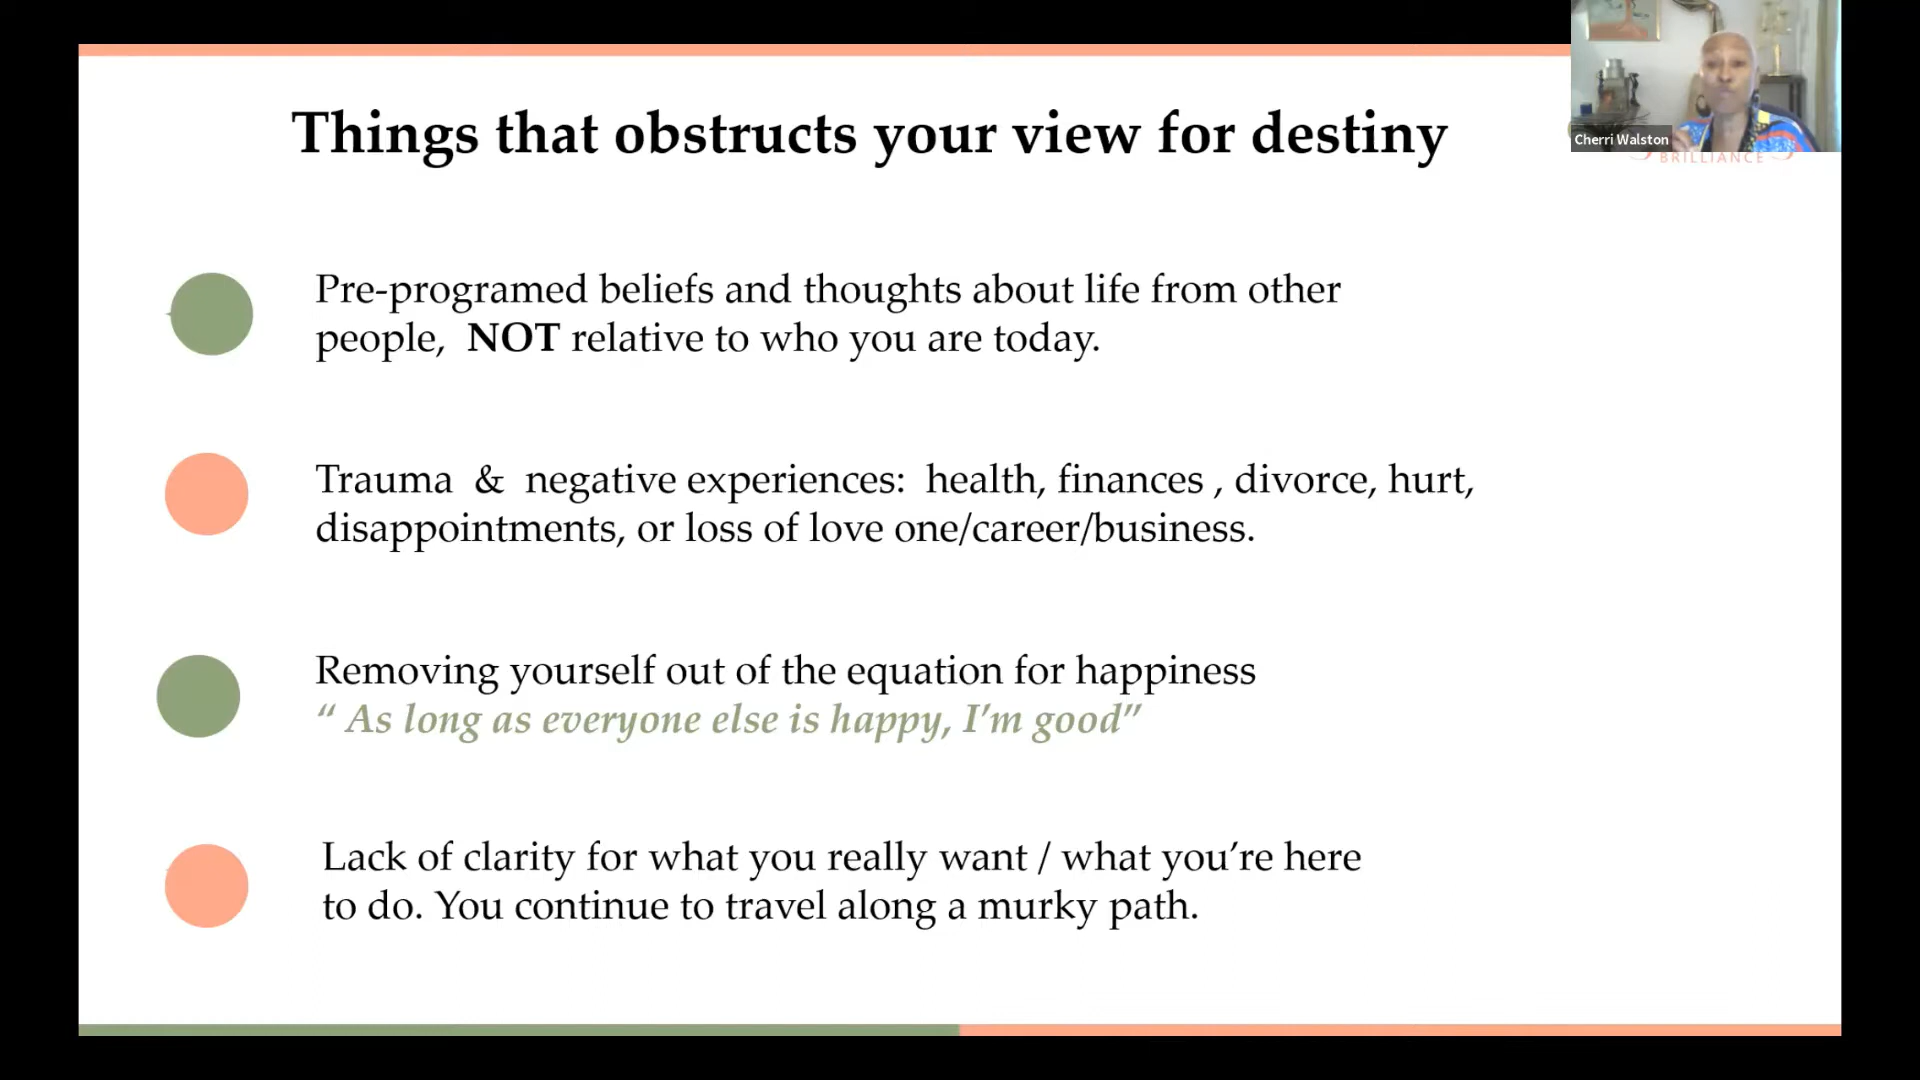 Things that obstructs your view for destiny
Cherri Walston
BRILLIANCE
Pre-programed beliefs and thoughts about life from other
people, NOT relative to who you are today.
Trauma & negative experiences: health, finances , divorce, hurt,
disappointments, or loss of love one/career/business.
Removing yourself out of the equation for happiness
“ As long as everyone else is happy, I’m good”
Lack of clarity for what you really want / what you’re here
to do. You continue to travel along a murky path.